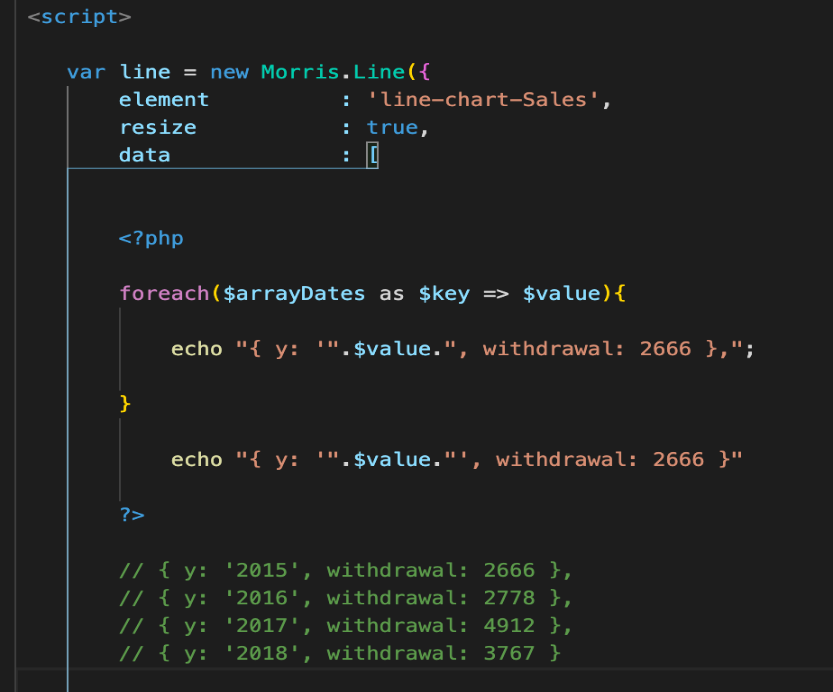 <script>
var line = new Morris.Line({
element : 'line-chart-Sales',
resize : true,
data : [
<?php
foreach($arrayDates as $key => $value){
echo "{ y: '".$value.", withdrawal: 2666 },";
}
echo "{ y: '".$value."', withdrawal: 2666 }"
?>
// { y: '2015', withdrawal: 2666 },
// { y: '2016', withdrawal: 2778 },
// { y: '2017', withdrawal: 4912 },
// { y: '2018', withdrawal: 3767 }